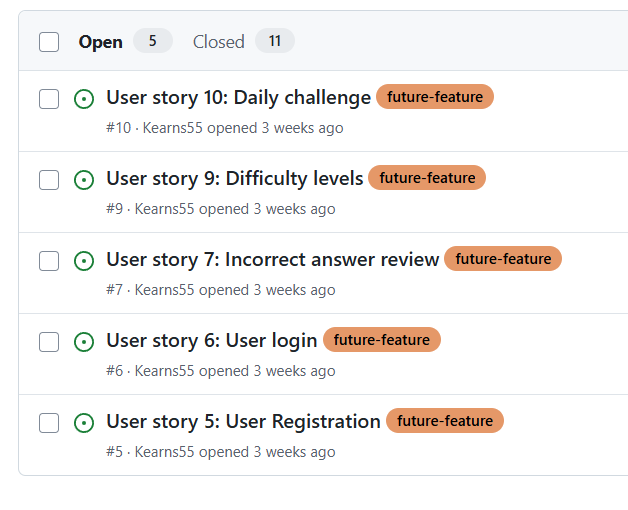 Open 5 Closed 11
User story 10: Daily challenge future-feature
#10 · Kearns55 opened 3 weeks ago
User story 9: Difficulty levels future-feature
#9 · Kearns55 opened 3 weeks ago
User story 7: Incorrect answer review future-feature
#7 · Kearns55 opened 3 weeks ago
User story 6: User login future-feature
#6 · Kearns55 opened 3 weeks ago
User story 5: User Registration future-feature
#5 · Kearns55 opened 3 weeks ago